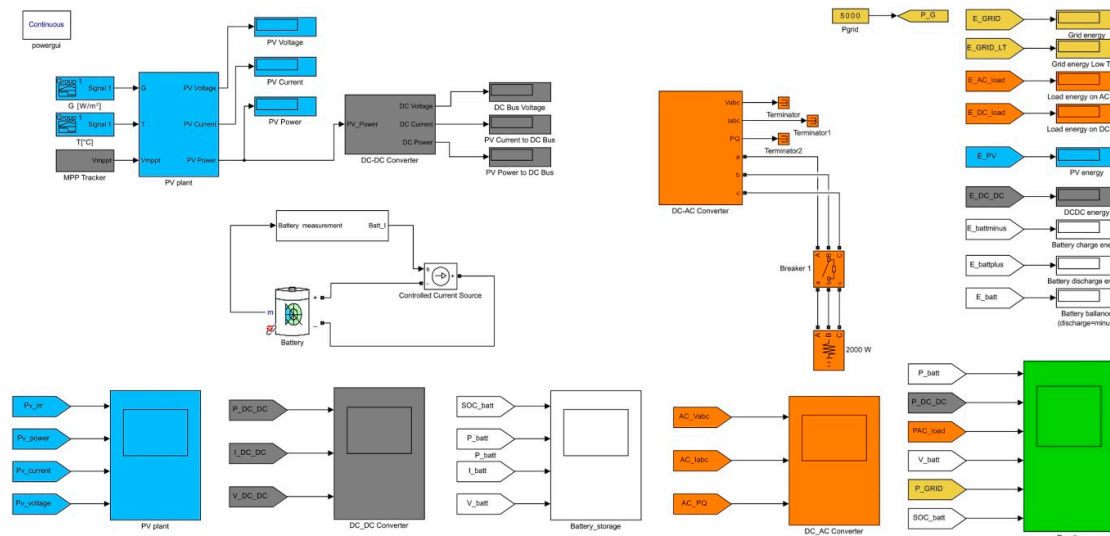 Continuous
powergui
PV Voltage
PV Current
PV Power
Group 1
Signal 1
G [W/m²]
Group 1
Signal 1
T[°C]
Vmppt
MPP Tracker
G
T
Vmppt
PV Voltage
PV Current
PV Power
PV plant
PV_Power
DC Voltage
DC Current
DC Power
DC-DC Converter
DC Bus Voltage
PV Current to DC Bus
PV Power to DC Bus
Battery measurement
Batt_I
s
+
-
Controlled Current Source
m
+
–
Battery
5000
Pgrid
P_G
Vabc
Iabc
PQ
a
b
c
DC-AC Converter
Terminator
Terminator1
Terminator2
A B C
a b c
Breaker 1
A B C
2000 W
E_GRID
Grid energy
E_GRID_LT
Grid energy Low T
E_AC_load
Load energy on AC
E_DC_load
Load energy on DC
E_PV
PV energy
E_DC_DC
DCDC energy
E_battminus
Battery charge ene
E_battplus
Battery discharge e
E_batt
Battery ballanc
(discharge=minu
Pv_irr
Pv_power
Pv_current
Pv_voltage
PV plant
P_DC_DC
I_DC_DC
V_DC_DC
DC_DC Converter
SOC_batt
P_batt
P_batt
I_batt
V_batt
Battery_storage
AC_Vabc
AC_Iabc
AC_PQ
DC_AC Converter
P_batt
P_DC_DC
PAC_load
V_batt
P_GRID
SOC_batt